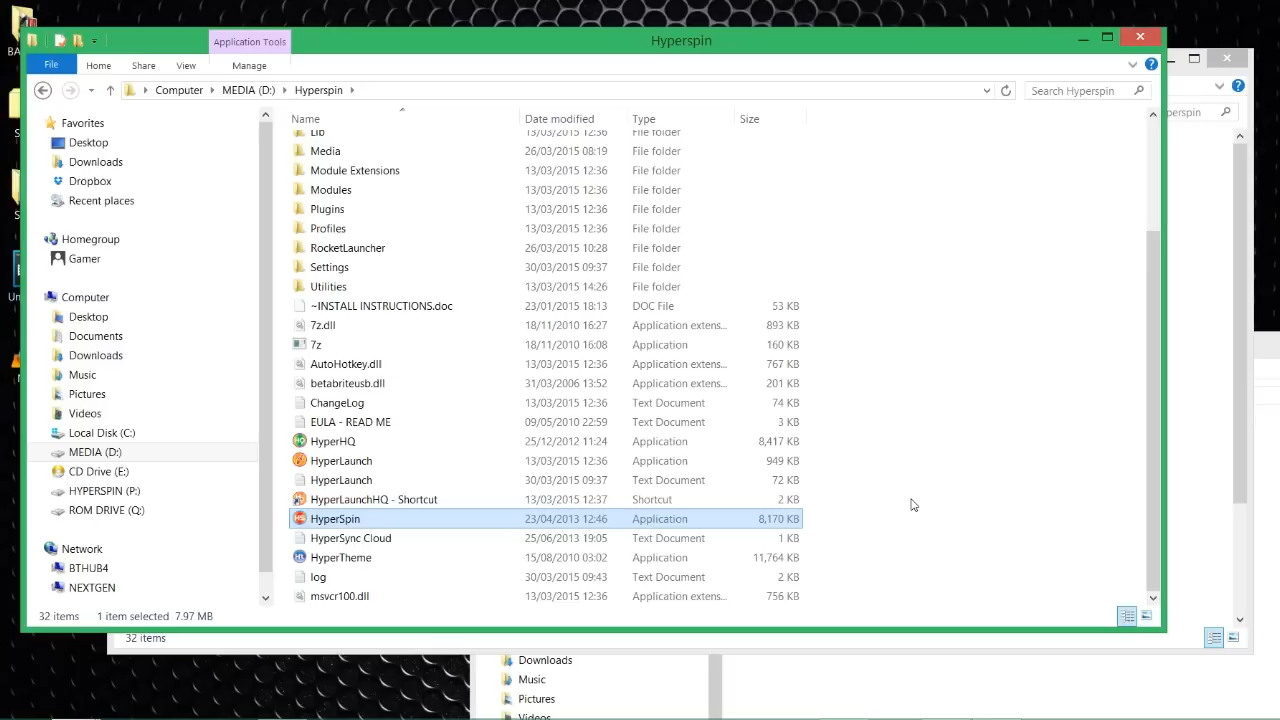 BA
Application Tools
Hyperspin
File
Home
Share
View
Manage
Computer
MEDIA (D:)
Hyperspin
Search Hyperspin
perspin
Name
Date modified
Type
Size
Favorites
Desktop
Downloads
Dropbox
Recent places
Homegroup
Gamer
Computer
Desktop
Documents
Downloads
Music
Pictures
Videos
Local Disk (C:)
MEDIA (D:)
CD Drive (E:)
HYPERSPIN (P:)
ROM DRIVE (Q:)
Network
BTHUB4
NEXTGEN
Lib 13/03/2015 12:36 File folder
Media 26/03/2015 08:19 File folder
Module Extensions 13/03/2015 12:36 File folder
Modules 13/03/2015 12:36 File folder
Plugins 13/03/2015 12:36 File folder
Profiles 13/03/2015 12:36 File folder
RocketLauncher 26/03/2015 10:28 File folder
Settings 30/03/2015 09:37 File folder
Utilities 13/03/2015 14:26 File folder
~INSTALL INSTRUCTIONS.doc 23/01/2015 18:13 DOC File 53 KB
7z.dll 18/11/2010 16:27 Application extens... 893 KB
7z 18/11/2010 16:08 Application 160 KB
AutoHotkey.dll 13/03/2015 12:36 Application extens... 767 KB
betabriteusb.dll 31/03/2006 13:52 Application extens... 201 KB
ChangeLog 13/03/2015 12:36 Text Document 74 KB
EULA - READ ME 09/05/2010 22:59 Text Document 3 KB
HyperHQ 25/12/2012 11:24 Application 8,417 KB
HyperLaunch 13/03/2015 12:36 Application 949 KB
HyperLaunch 30/03/2015 09:37 Text Document 72 KB
HyperLaunchHQ - Shortcut 13/03/2015 12:37 Shortcut 2 KB
HyperSpin 23/04/2013 12:46 Application 8,170 KB
HyperSync Cloud 25/06/2013 19:05 Text Document 1 KB
HyperTheme 15/08/2010 03:02 Application 11,764 KB
log 30/03/2015 09:43 Text Document 2 KB
msvcr100.dll 13/03/2015 12:36 Application extens... 756 KB
32 items 1 item selected 7.97 MB
32 items
Downloads
Music
Pictures
Videos